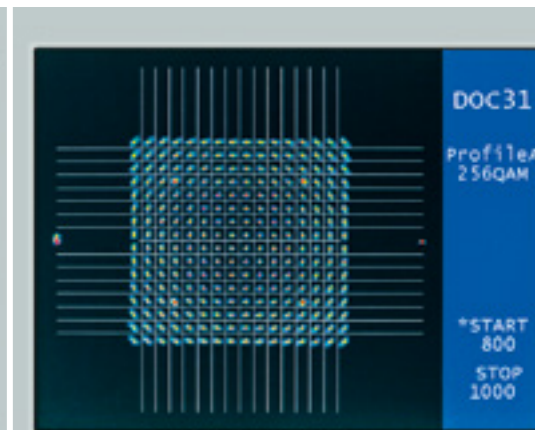 DOC31
ProfileA
256QAM
*START
800
STOP
1000